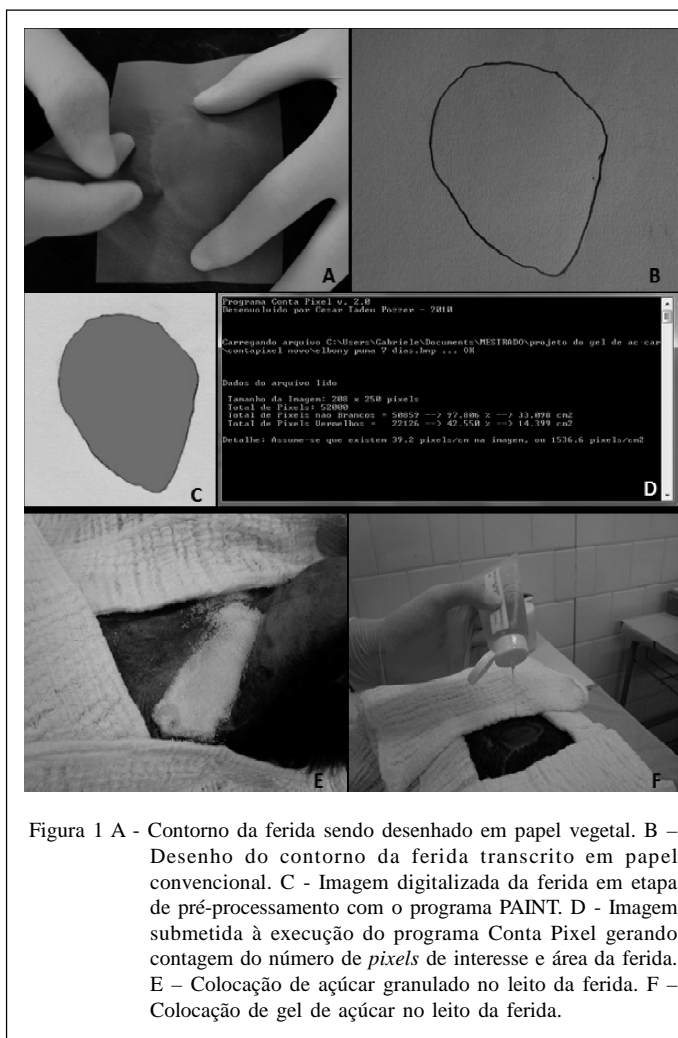 A
B
Programa Conta Pixel v. 2.0
Desenvolvido por Cesar Tadeu Pozzer - 2010
Carregando arquivo C:\Users\Gabriele\Documents\MESTRADO\projeto do gel de ac-car
\contapixel novo\elbony puma 7 dias.bmp ... OK
Dados do arquivo lido
Tamanho da Imagem: 208 x 250 pixels
Total de Pixels: 52000
Total de Pixels nao Brancos = 50859 --> 97.806 % --> 33.098 cm2
Total de Pixels Vermelhos = 22126 --> 42.550 % --> 14.399 cm2
Detalhe: Assume-se que existem 39.2 pixels/cm na imagem, ou 1536.6 pixels/cm2
C
D
E
F
Figura 1 A - Contorno da ferida sendo desenhado em papel vegetal. B –
Desenho do contorno da ferida transcrito em papel
convencional. C - Imagem digitalizada da ferida em etapa
de pré-processamento com o programa PAINT. D - Imagem
submetida à execução do programa Conta Pixel gerando
contagem do número de pixels de interesse e área da ferida.
E – Colocação de açúcar granulado no leito da ferida. F –
Colocação de gel de açúcar no leito da ferida.